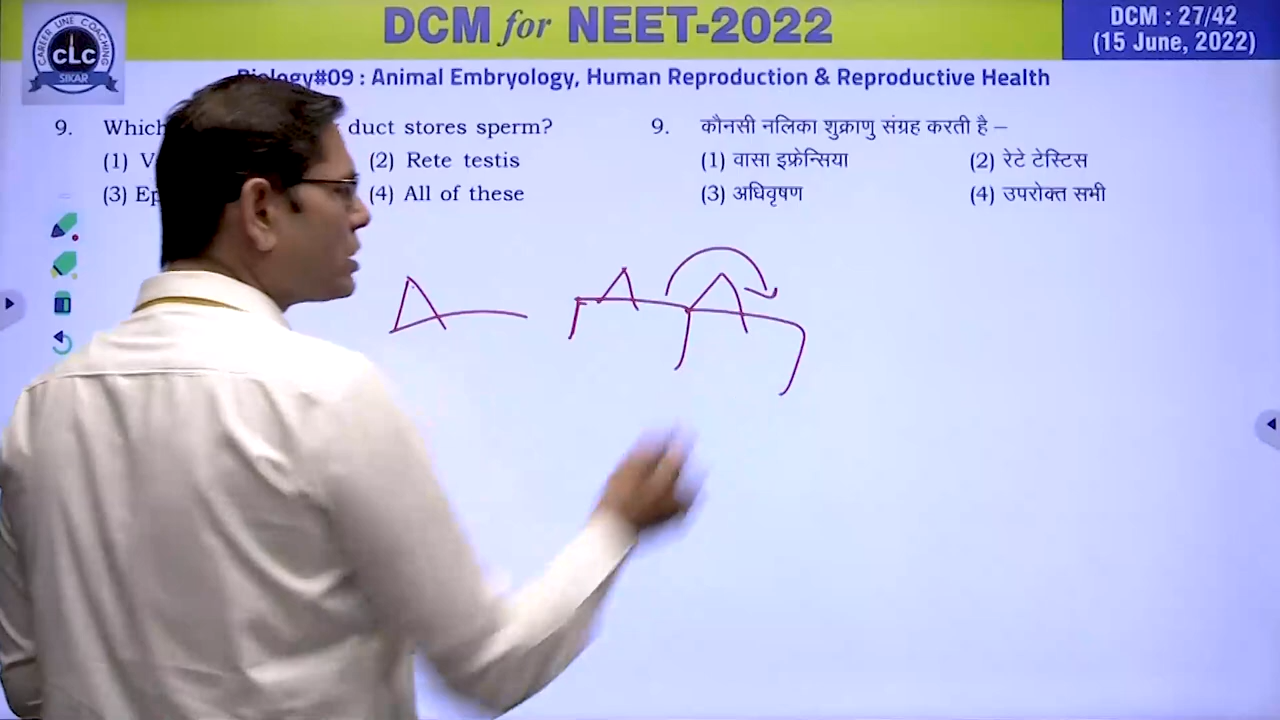 DCM for NEET-2022
DCM : 27/42
(15 June, 2022)
CAREER LINE COACHING
CLC
SIKAR
Biology#09 : Animal Embryology, Human Reproduction & Reproductive Health
9. Which duct stores sperm?
(1) V (2) Rete testis
(3) Ep (4) All of these
9. कौनसी नलिका शुक्राणु संग्रह करती है –
(1) वासा इफ्रेन्सिया (2) रेटे टेस्टिस
(3) अधिवृषण (4) उपरोक्त सभी